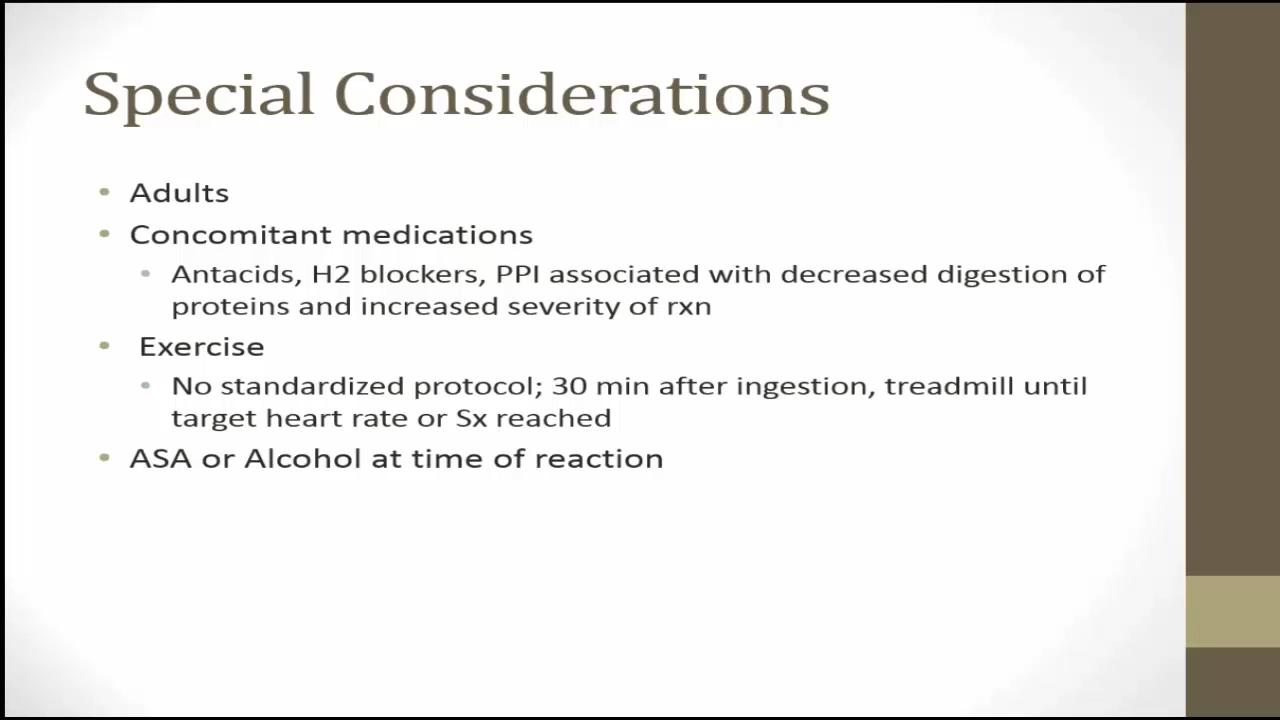 Special Considerations
• Adults
• Concomitant medications
• Antacids, H2 blockers, PPI associated with decreased digestion of
proteins and increased severity of rxn
• Exercise
• No standardized protocol; 30 min after ingestion, treadmill until
target heart rate or Sx reached
• ASA or Alcohol at time of reaction